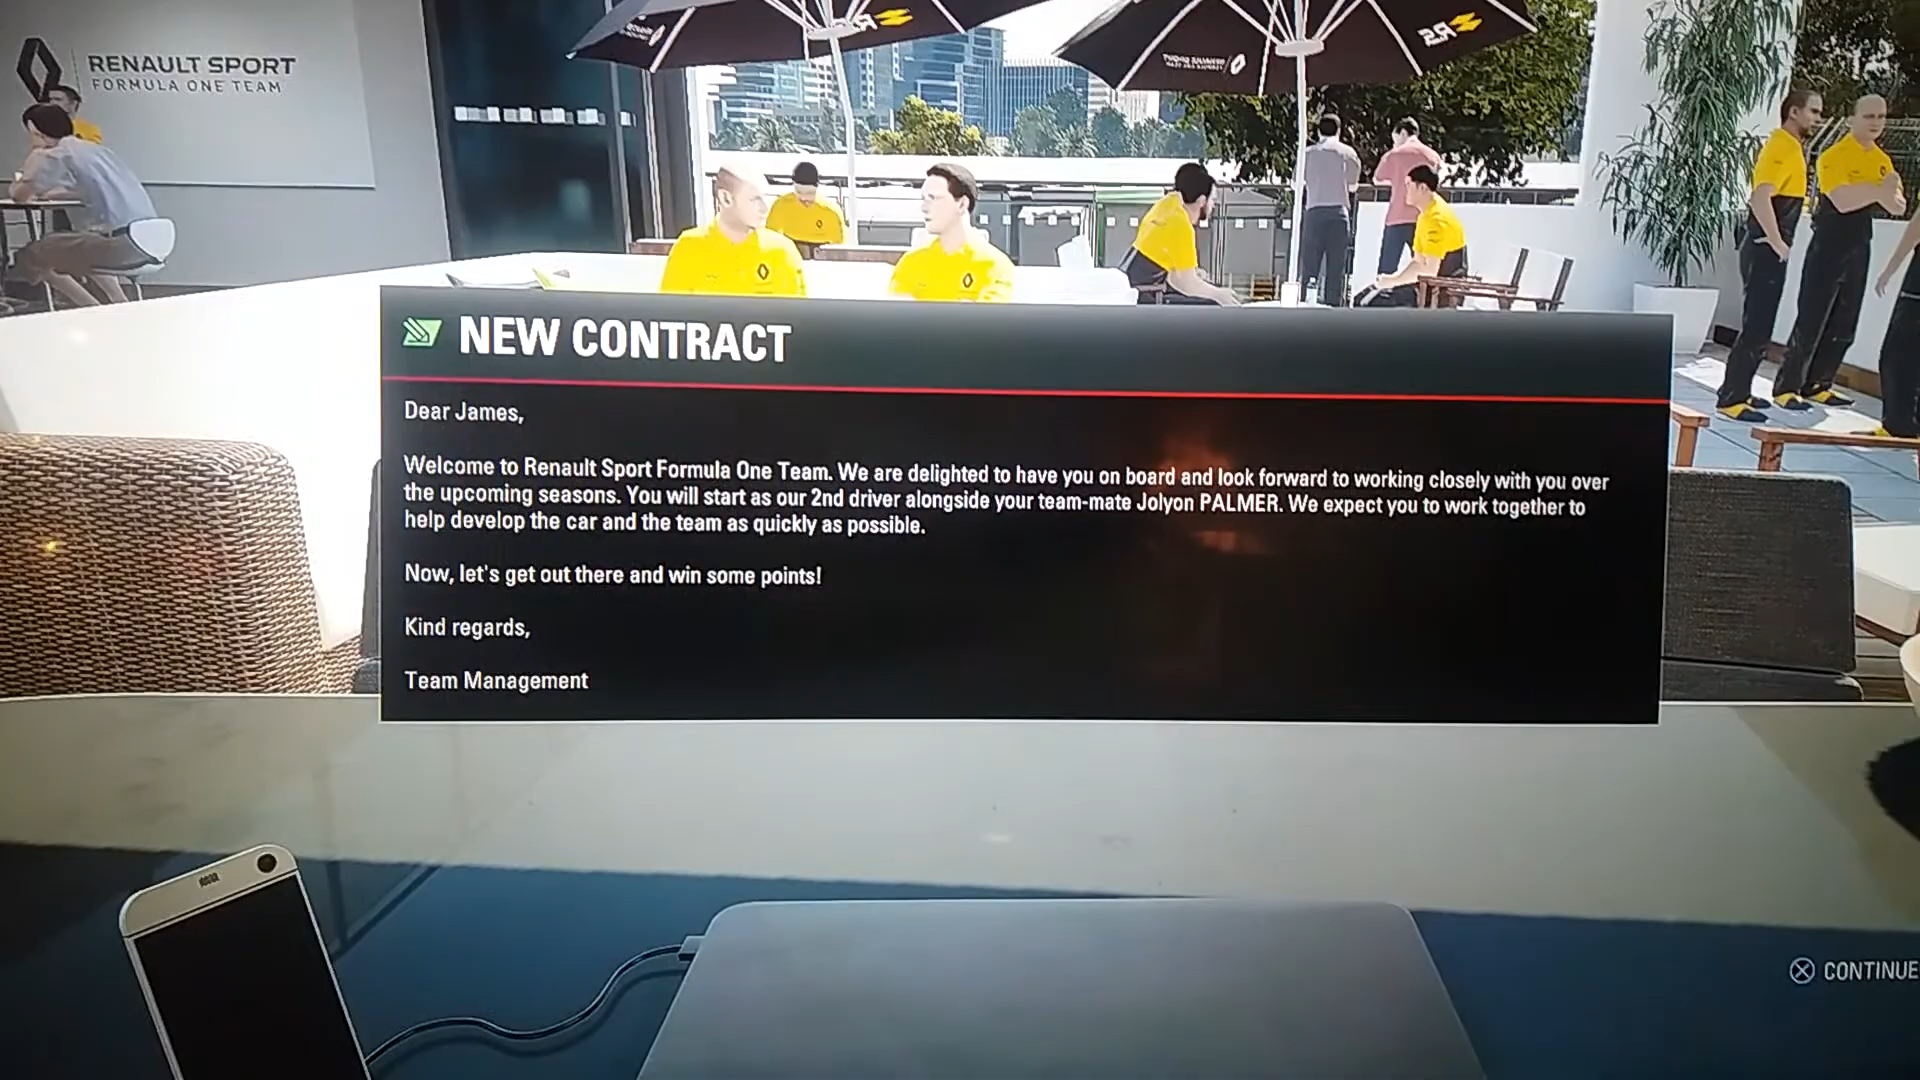 RENAULT SPORT
FORMULA ONE TEAM
NEW CONTRACT
Dear James,
Welcome to Renault Sport Formula One Team. We are delighted to have you on board and look forward to working closely with you over
the upcoming seasons. You will start as our 2nd driver alongside your team-mate Jolyon PALMER. We expect you to work together to
help develop the car and the team as quickly as possible.
Now, let's get out there and win some points!
Kind regards,
Team Management
CONTINUE